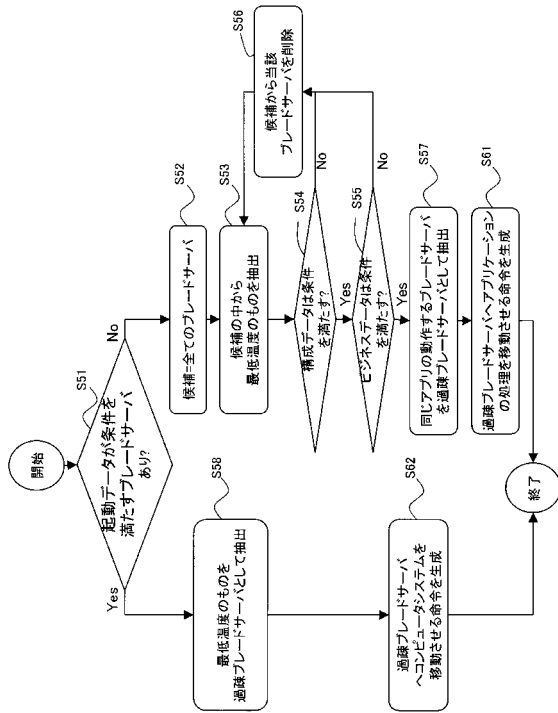 開始
S51
起動データが条件を
満たすブレードサーバ
あり?
Yes
No
S52
候補=全てのブレードサーバ
S53
候補の中から
最低温度のものを抽出
S54
構成データは条件
を満たす?
No
Yes
S55
ビジネスデータは条件
を満たす?
No
Yes
S56
候補から当該
ブレードサーバを削除
S57
同じアプリの動作するブレードサーバ
を過疎ブレードサーバとして抽出
S61
過疎ブレードサーバへアプリケーション
の処理を移動させる命令を生成
S58
最低温度のものを
過疎ブレードサーバとして抽出
S62
過疎ブレードサーバ
へコンピュータシステムを
移動させる命令を生成
終了